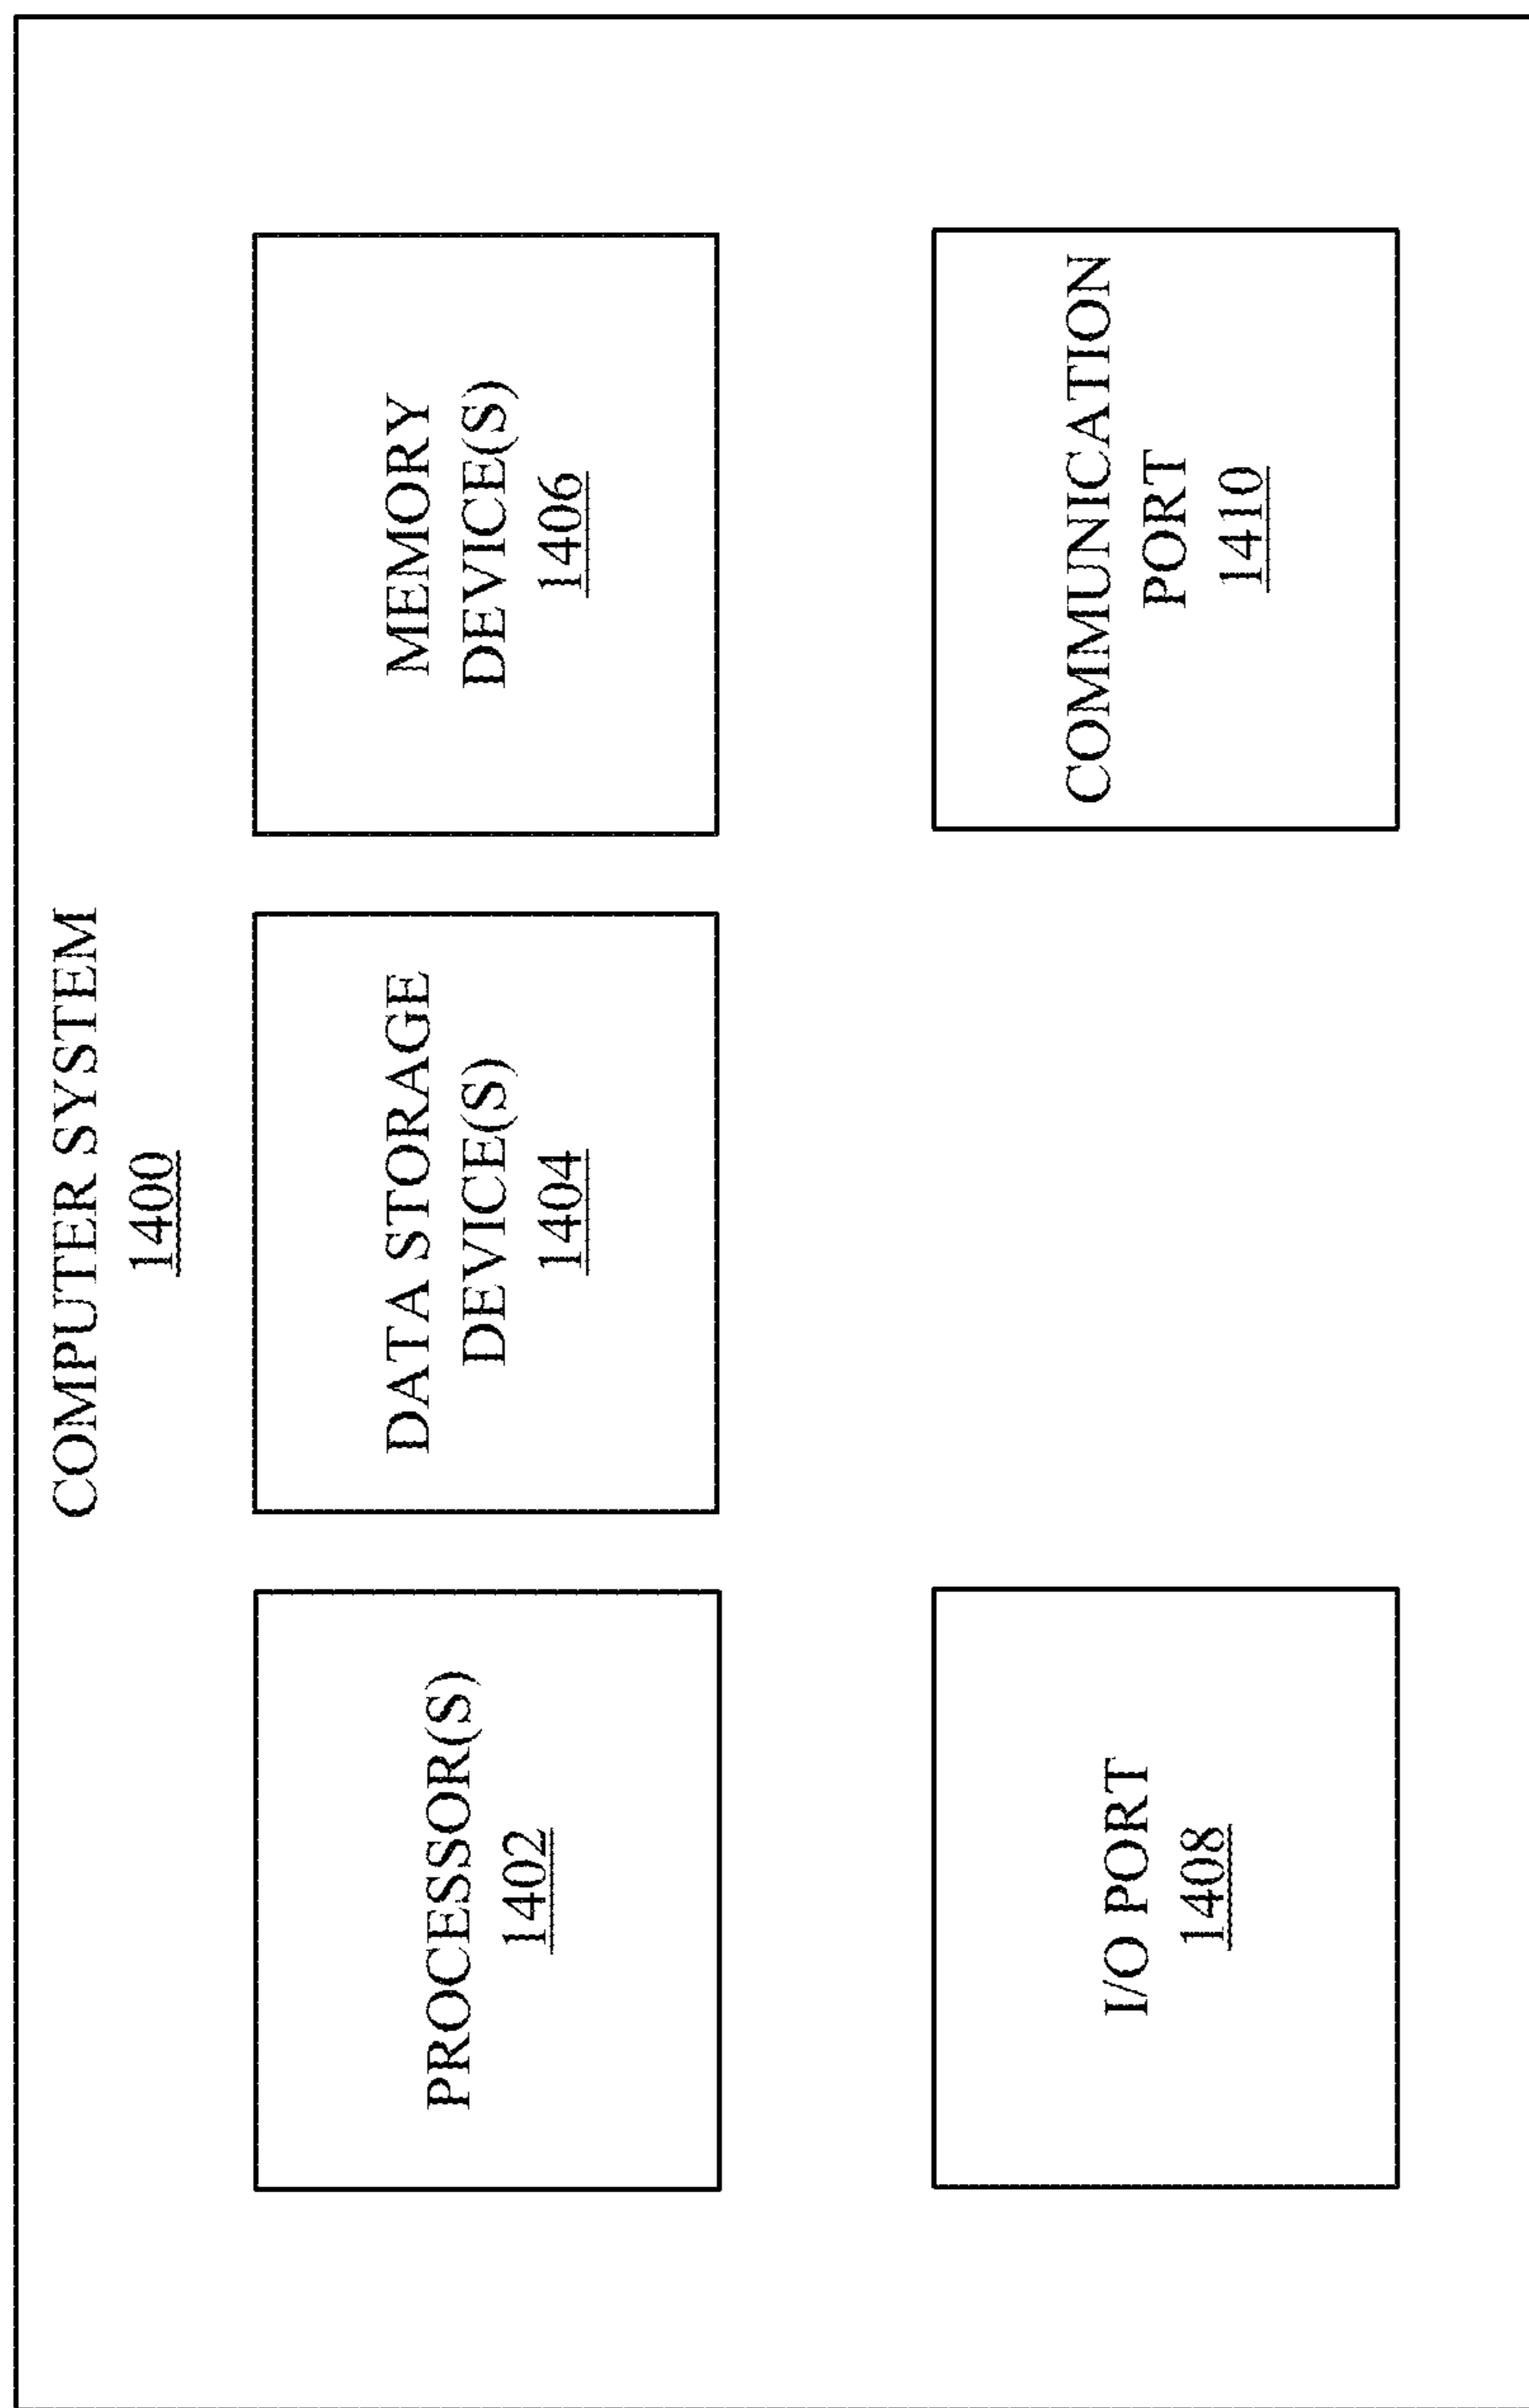 COMPUTER SYSTEM
1400
PROCESSOR(S)
1402
DATA STORAGE
DEVICE(S)
1404
MEMORY
DEVICE(S)
1406
I/O PORT
1408
COMMUNICATION
PORT
1410